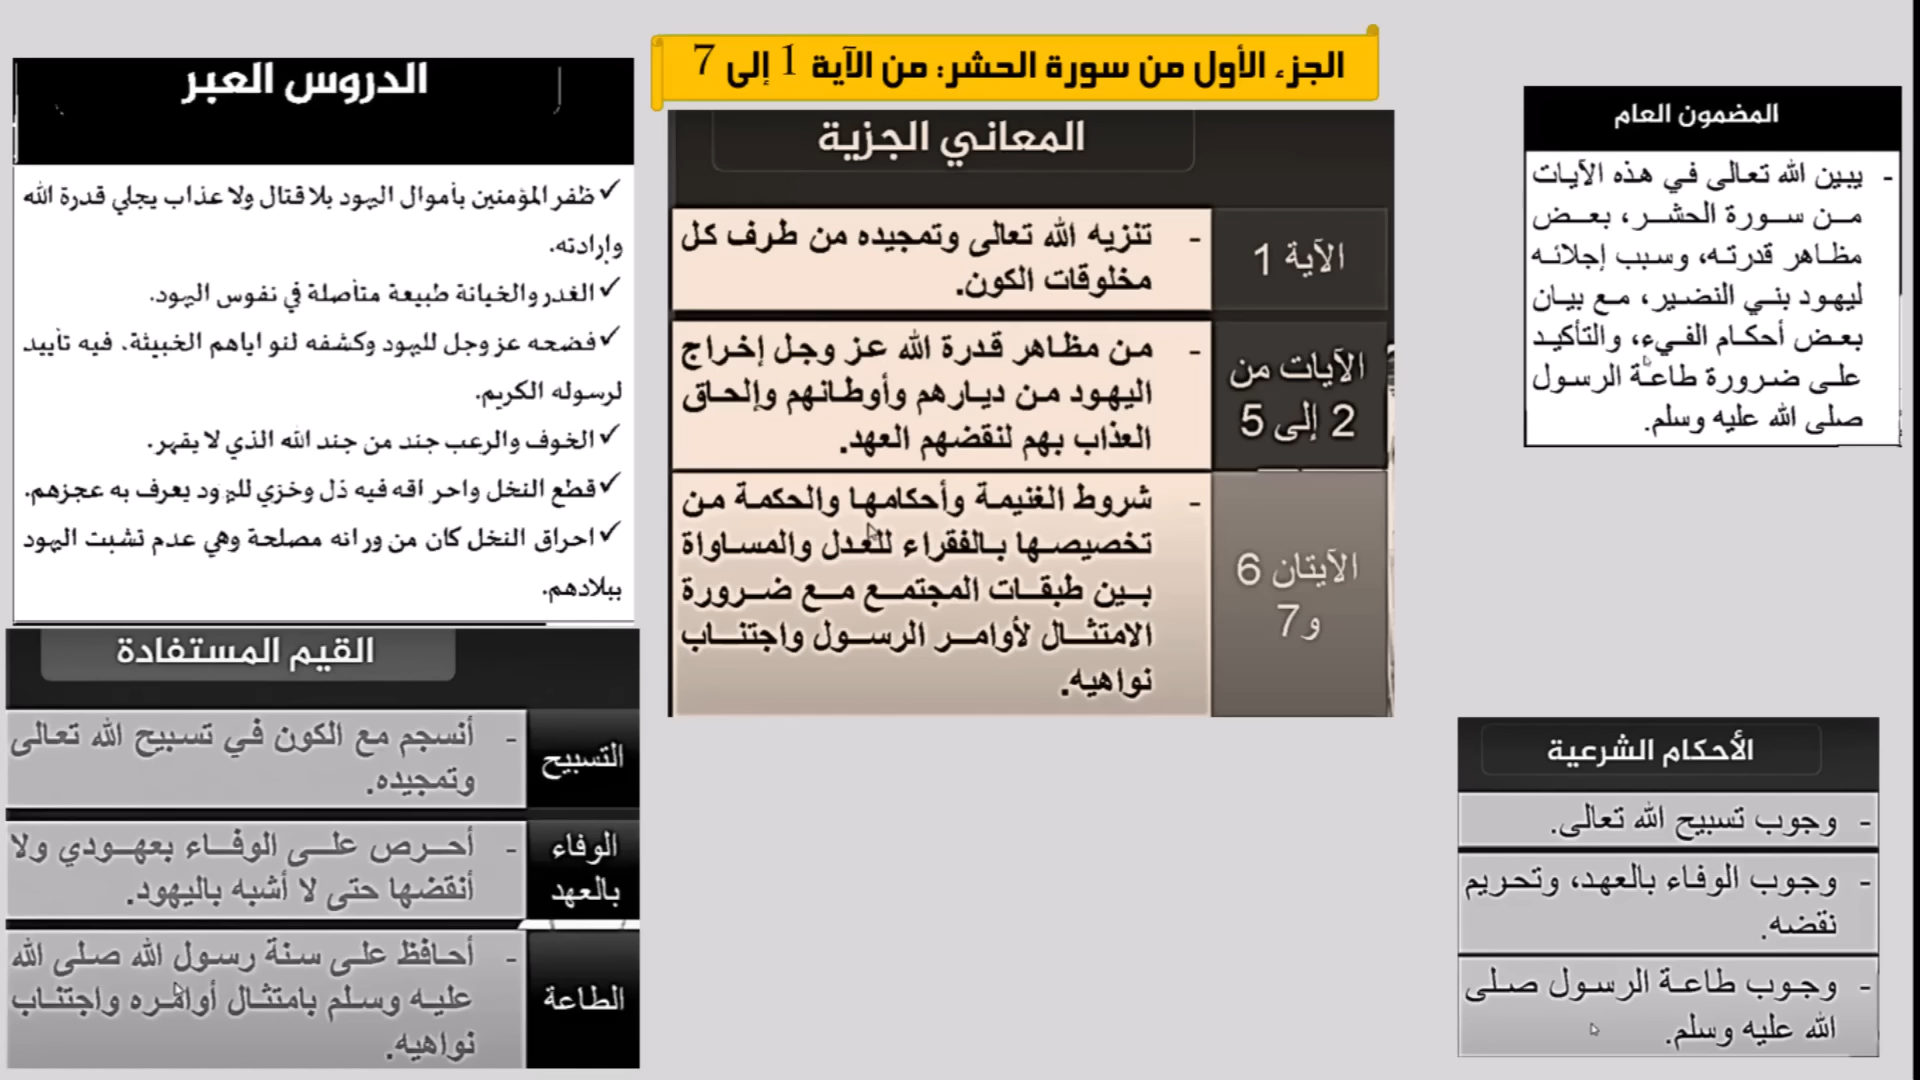 الجزء الأول من سورة الحشر: من الآية 1 إلى 7
المضمون العام
- يبين الله تعالى في هذه الآيات
من سورة الحشر، بعض
مظاهر قدرته، وسبب إجلائه
ليهود بني النضير، مع بيان
بعض أحكام الفيء، والتأكيد
على ضرورة طاعة الرسول
صلى الله عليه وسلم.
المعاني الجزية
الآية 1
- تنزيه الله تعالى وتمجيده من طرف كل
مخلوقات الكون.
الآيات من
2 إلى 5
- من مظاهر قدرة الله عز وجل إخراج
اليهود من ديارهم وأوطانهم وإلحاق
العذاب بهم لنقضهم العهد.
الآيتان 6
و7
- شروط الغنيمة وأحكامها والحكمة من
تخصيصها بالفقراء للعدل والمساواة
بين طبقات المجتمع مع ضرورة
الامتثال لأوامر الرسول واجتناب
نواهيه.
الدروس العبر
✓ ظفر المؤمنين بأموال اليهود بلا قتال ولا عذاب يجلي قدرة الله
وإرادته.
✓ الغدر والخيانة طبيعة متأصلة في نفوس اليهود.
✓ فضحه عز وجل لليهود وكشفه لنو اياهم الخبيثة، فيه تأييد
لرسوله الكريم.
✓ الخوف والرعب جند من جند الله الذي لا يقهر.
✓ قطع النخل واحر اقه فيه ذل وخزي لليهود يعرف به عجزهم.
✓ احراق النخل كان من ورائه مصلحة وهي عدم تشبت اليهود
ببلادهم.
القيم المستفادة
التسبيح
- أنسجم مع الكون في تسبيح الله تعالى
وتمجيده.
الوفاء
بالعهد
- أحرص على الوفاء بعهودي ولا
أنقضها حتى لا أشبه باليهود.
الطاعة
- أحافظ على سنة رسول الله صلى الله
عليه وسلم بامتثال أوامره واجتناب
نواهيه.
الأحكام الشرعية
- وجوب تسبيح الله تعالى.
- وجوب الوفاء بالعهد، وتحريم
نقضه.
- وجوب طاعة الرسول صلى
الله عليه وسلم.